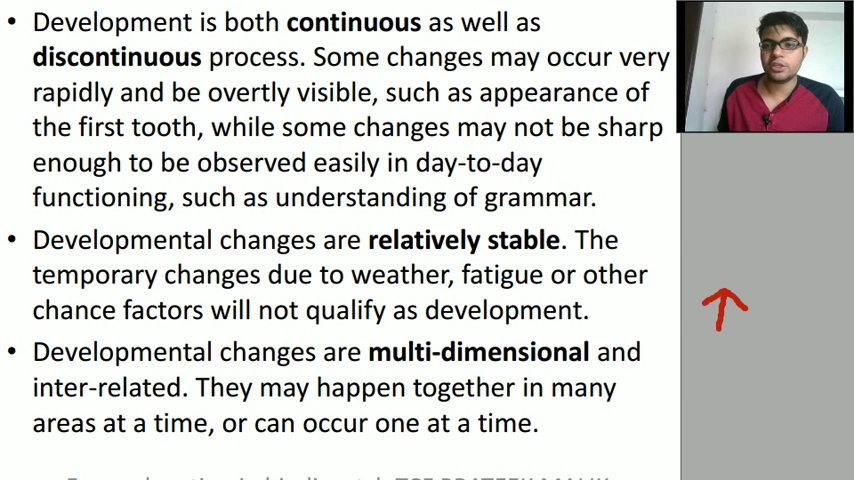 • Development is both continuous as well as
discontinuous process. Some changes may occur very
rapidly and be overtly visible, such as appearance of
the first tooth, while some changes may not be sharp
enough to be observed easily in day-to-day
functioning, such as understanding of grammar.
• Developmental changes are relatively stable. The
temporary changes due to weather, fatigue or other
chance factors will not qualify as development.
• Developmental changes are multi-dimensional and
inter-related. They may happen together in many
areas at a time, or can occur one at a time.